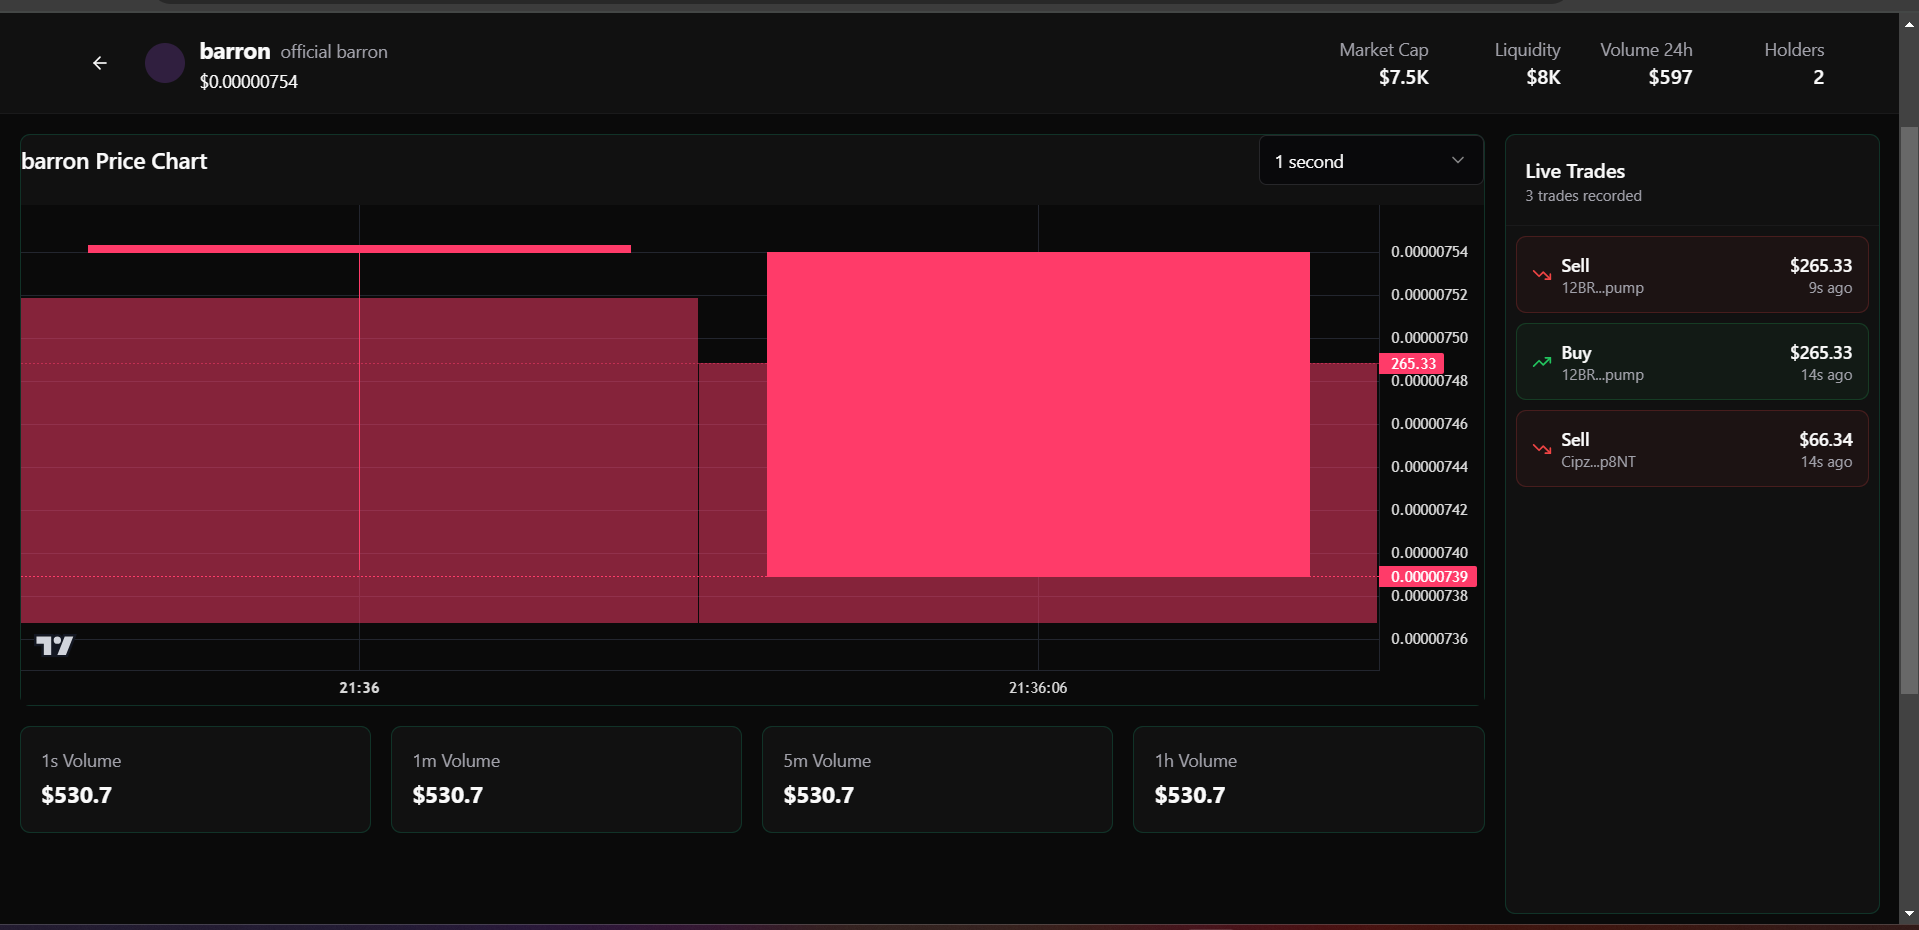 barron official barron
$0.00000754
Market Cap
$7.5K
Liquidity
$8K
Volume 24h
$597
Holders
2
barron Price Chart
1 second
0.00000754
0.00000752
0.00000750
265.33
0.00000748
0.00000746
0.00000744
0.00000742
0.00000740
0.00000739
0.00000738
0.00000736
21:36
21:36:06
1s Volume
$530.7
1m Volume
$530.7
5m Volume
$530.7
1h Volume
$530.7
Live Trades
3 trades recorded
Sell $265.33
12BR...pump 9s ago
Buy $265.33
12BR...pump 14s ago
Sell $66.34
Cipz...p8NT 14s ago